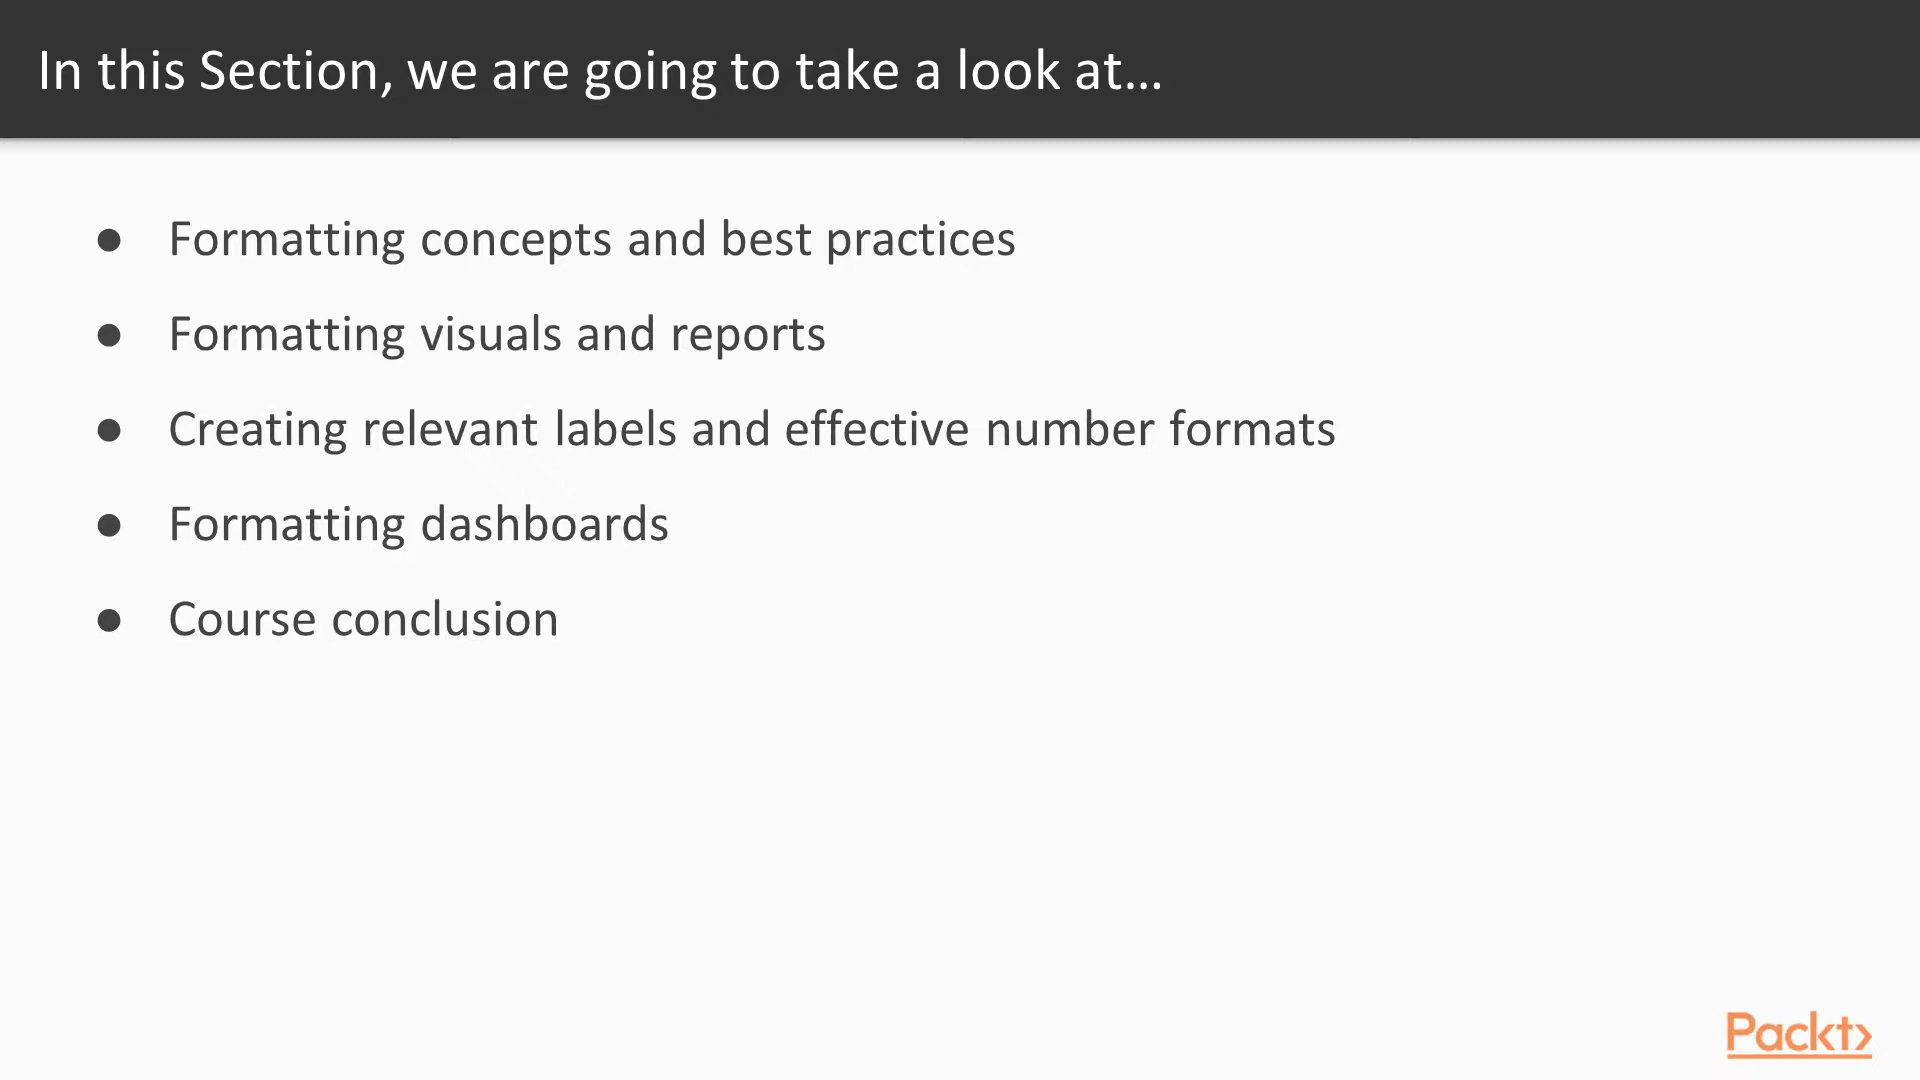 In this Section, we are going to take a look at...
● Formatting concepts and best practices
● Formatting visuals and reports
● Creating relevant labels and effective number formats
● Formatting dashboards
● Course conclusion
Packt>